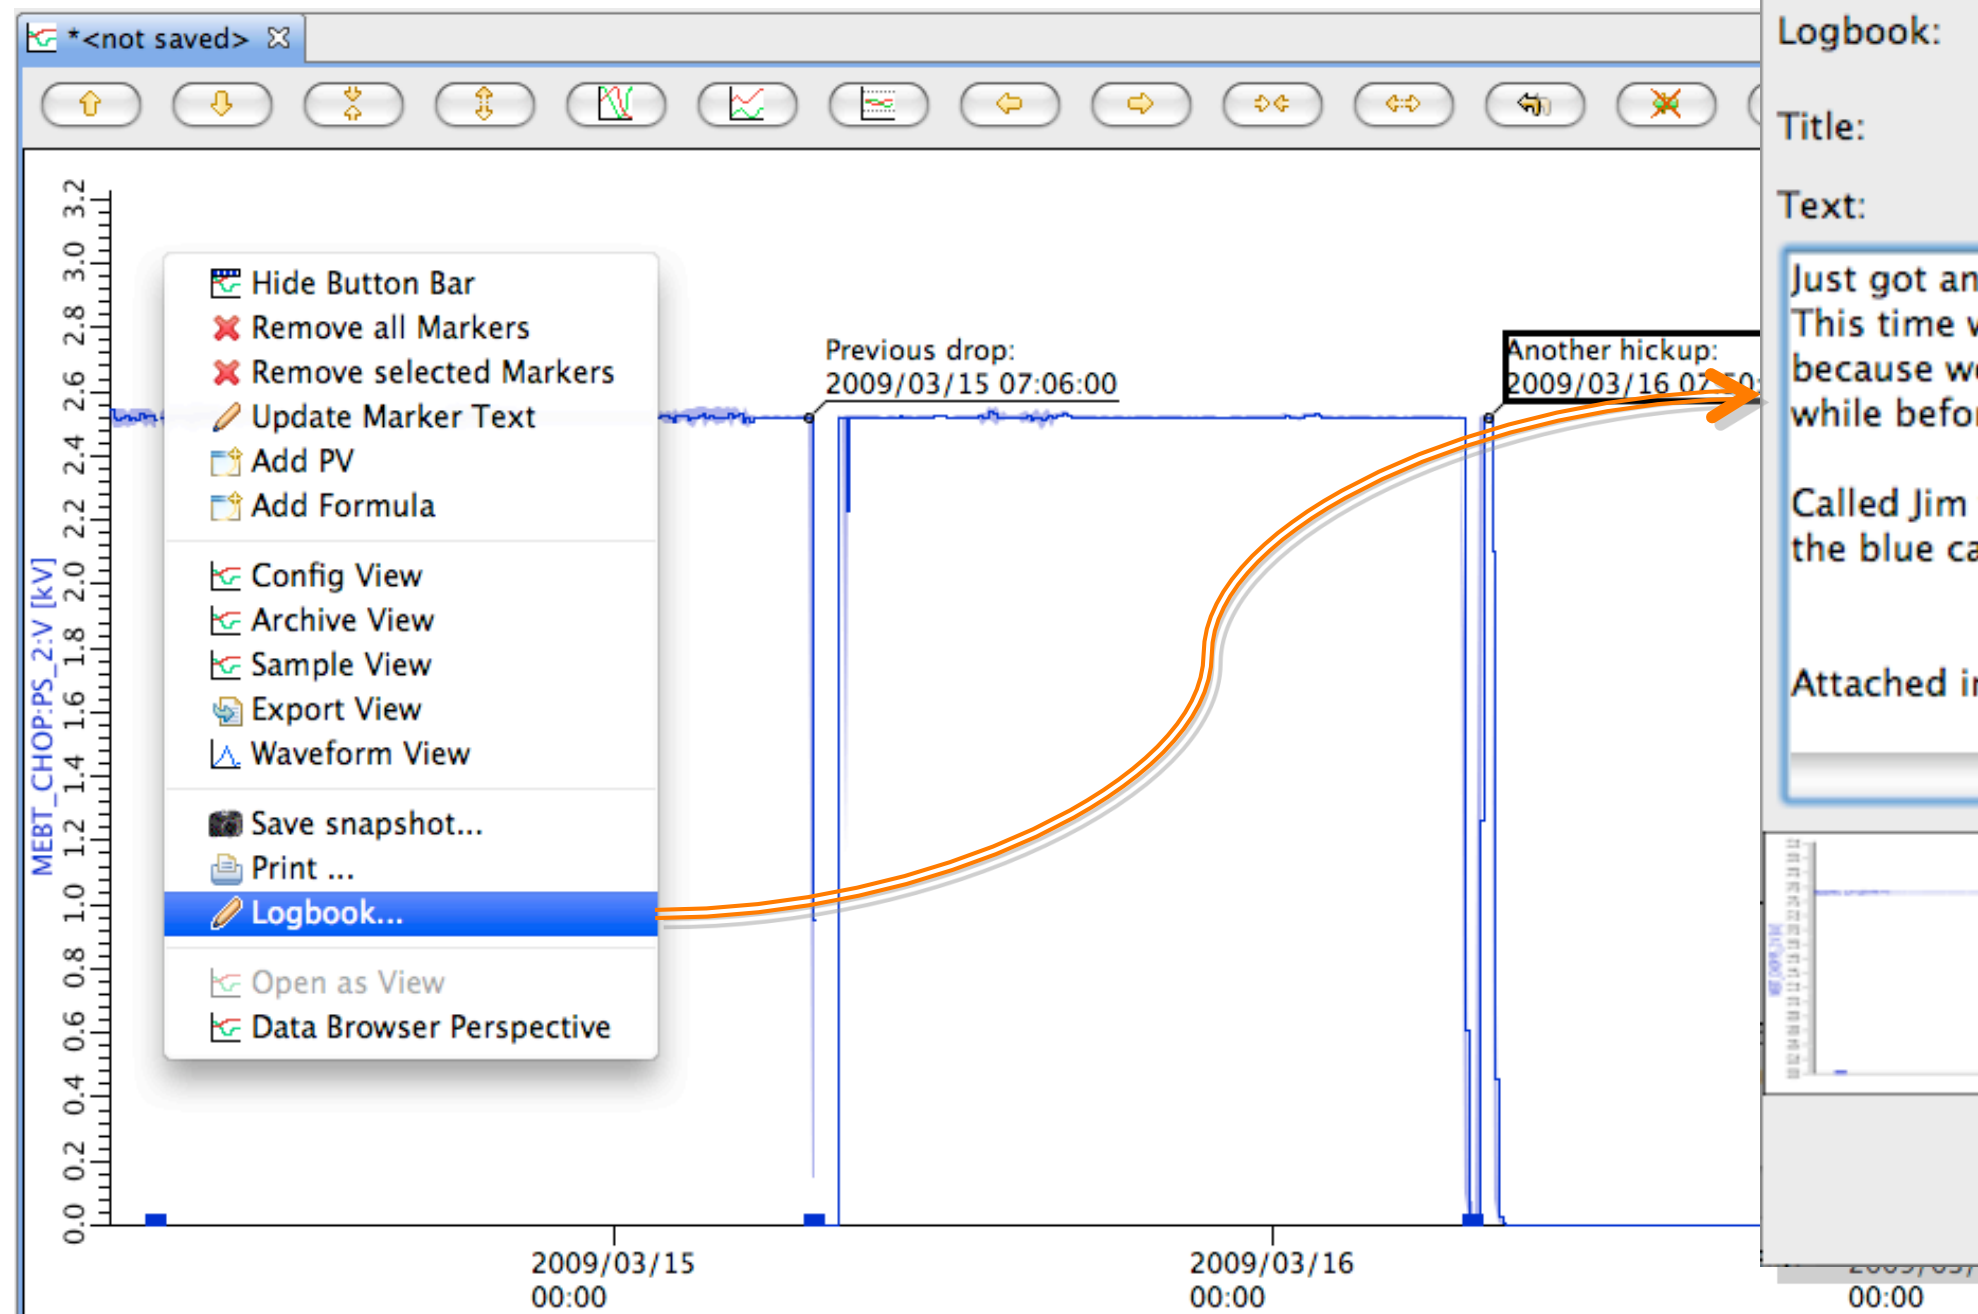 *<not saved>
3.2
3.0
2.8
2.6
2.4
2.2
2.0
1.8
1.6
1.4
1.2
1.0
0.8
0.6
0.4
0.2
0.0
MEBT_CHOP:PS_2:V [kV]
Hide Button Bar
Remove all Markers
Remove selected Markers
Update Marker Text
Add PV
Add Formula
Config View
Archive View
Sample View
Export View
Waveform View
Save snapshot...
Print ...
Logbook...
Open as View
Data Browser Perspective
Previous drop:
2009/03/15 07:06:00
Another hickup:
2009/03/16 07:50:
2009/03/15
00:00
2009/03/16
00:00
00:00
Logbook:
Title:
Text:
Just got an
This time w
because we
while befor
Called Jim
the blue ca
Attached in